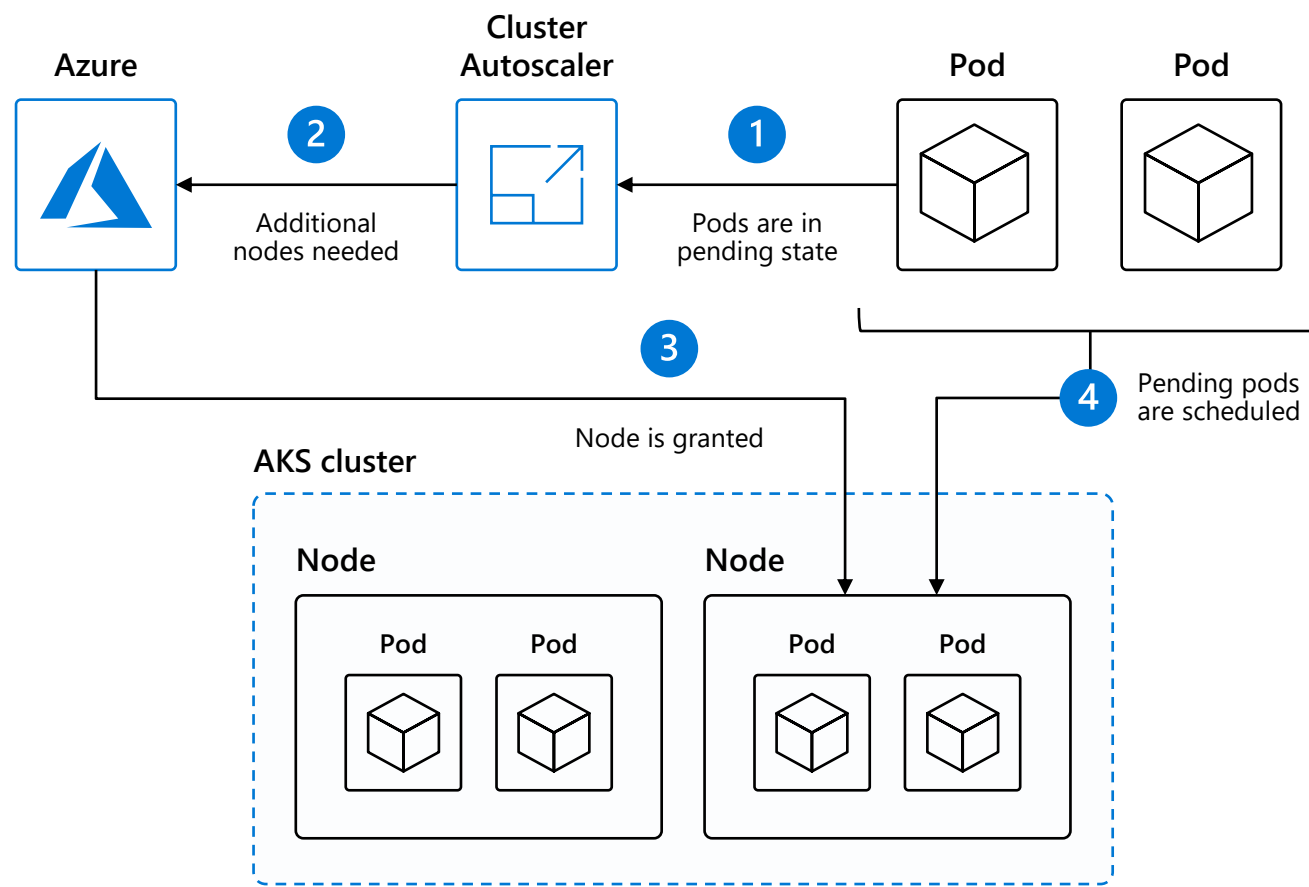 Azure
Cluster
Autoscaler
Pod
Pod
2
1
Additional
nodes needed
Pods are in
pending state
3
4
Pending pods
are scheduled
Node is granted
AKS cluster
Node
Node
Pod
Pod
Pod
Pod